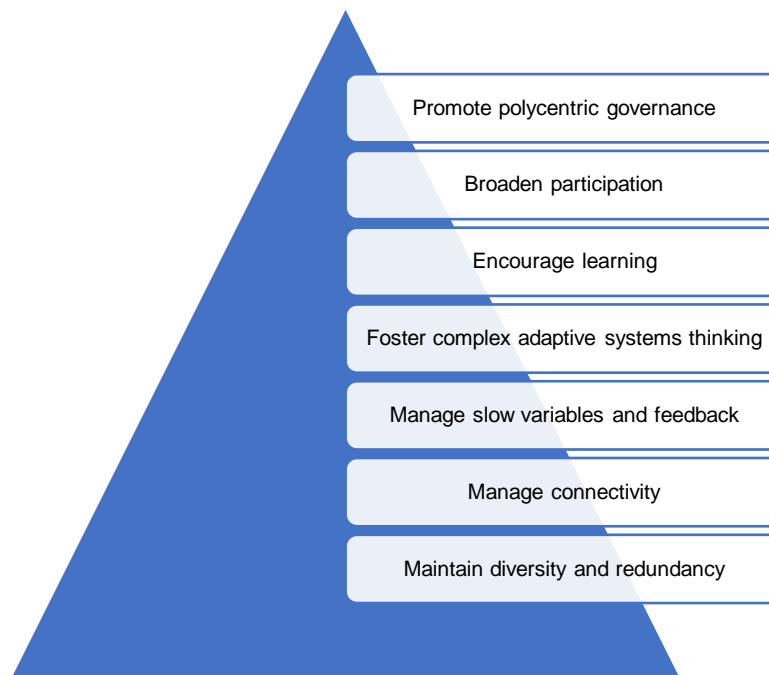 Promote polycentric governance
Broaden participation
Encourage learning
Foster complex adaptive systems thinking
Manage slow variables and feedback
Manage connectivity
Maintain diversity and redundancy